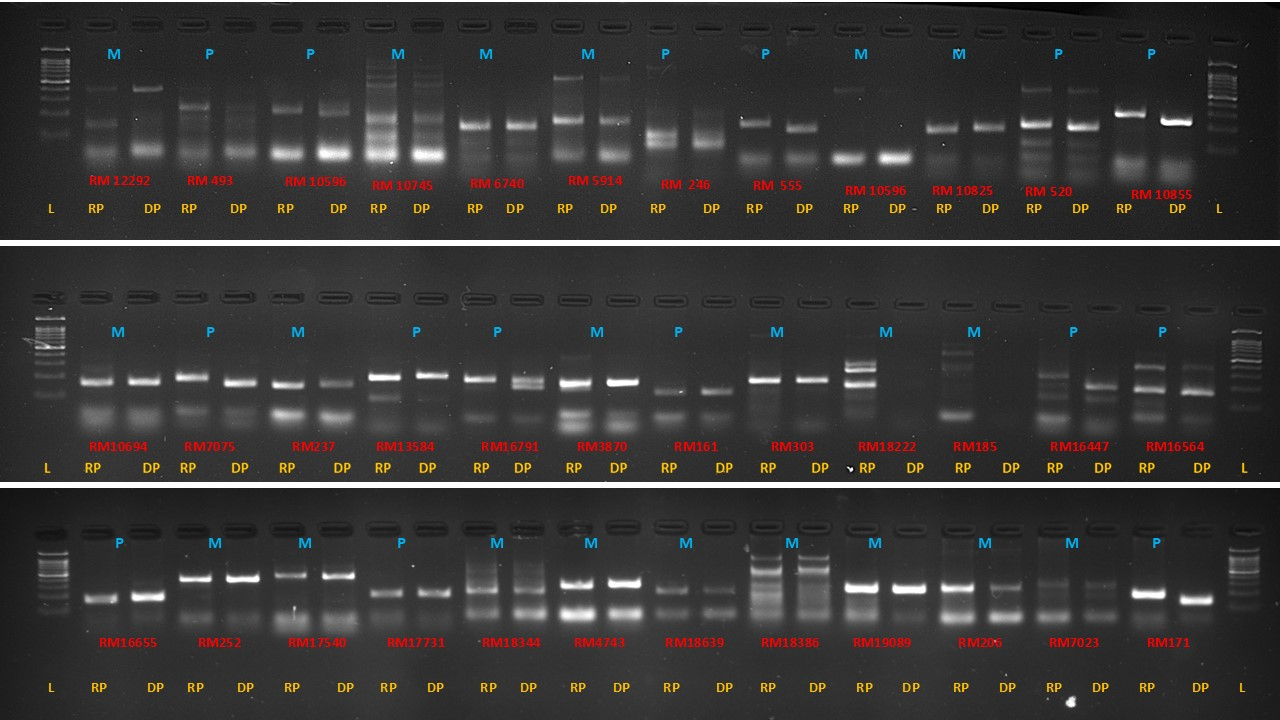 M P P M M M P P M M P P
RM 12292 RM 493 RM 10596 RM 10745 RM 6740 RM 5914 RM 246 RM 555 RM 10596 RM 10825 RM 520 RM 10855
L RP DP RP DP RP DP RP DP RP DP RP DP RP DP RP DP RP DP RP DP RP DP RP DP L
M P M P P M P M M M P P
RM10694 RM7075 RM237 RM13584 RM16791 RM3870 RM161 RM303 RM18222 RM185 RM16447 RM16564
L RP DP RP DP RP DP RP DP RP DP RP DP RP DP RP DP RP DP RP DP RP DP RP DP L
P M M P M M M M M M M P
RM16655 RM252 RM17540 RM17731 RM18344 RM4743 RM18639 RM18386 RM19089 RM206 RM7023 RM171
L RP DP RP DP RP DP RP DP RP DP RP DP RP DP RP DP RP DP RP DP RP DP RP DP L